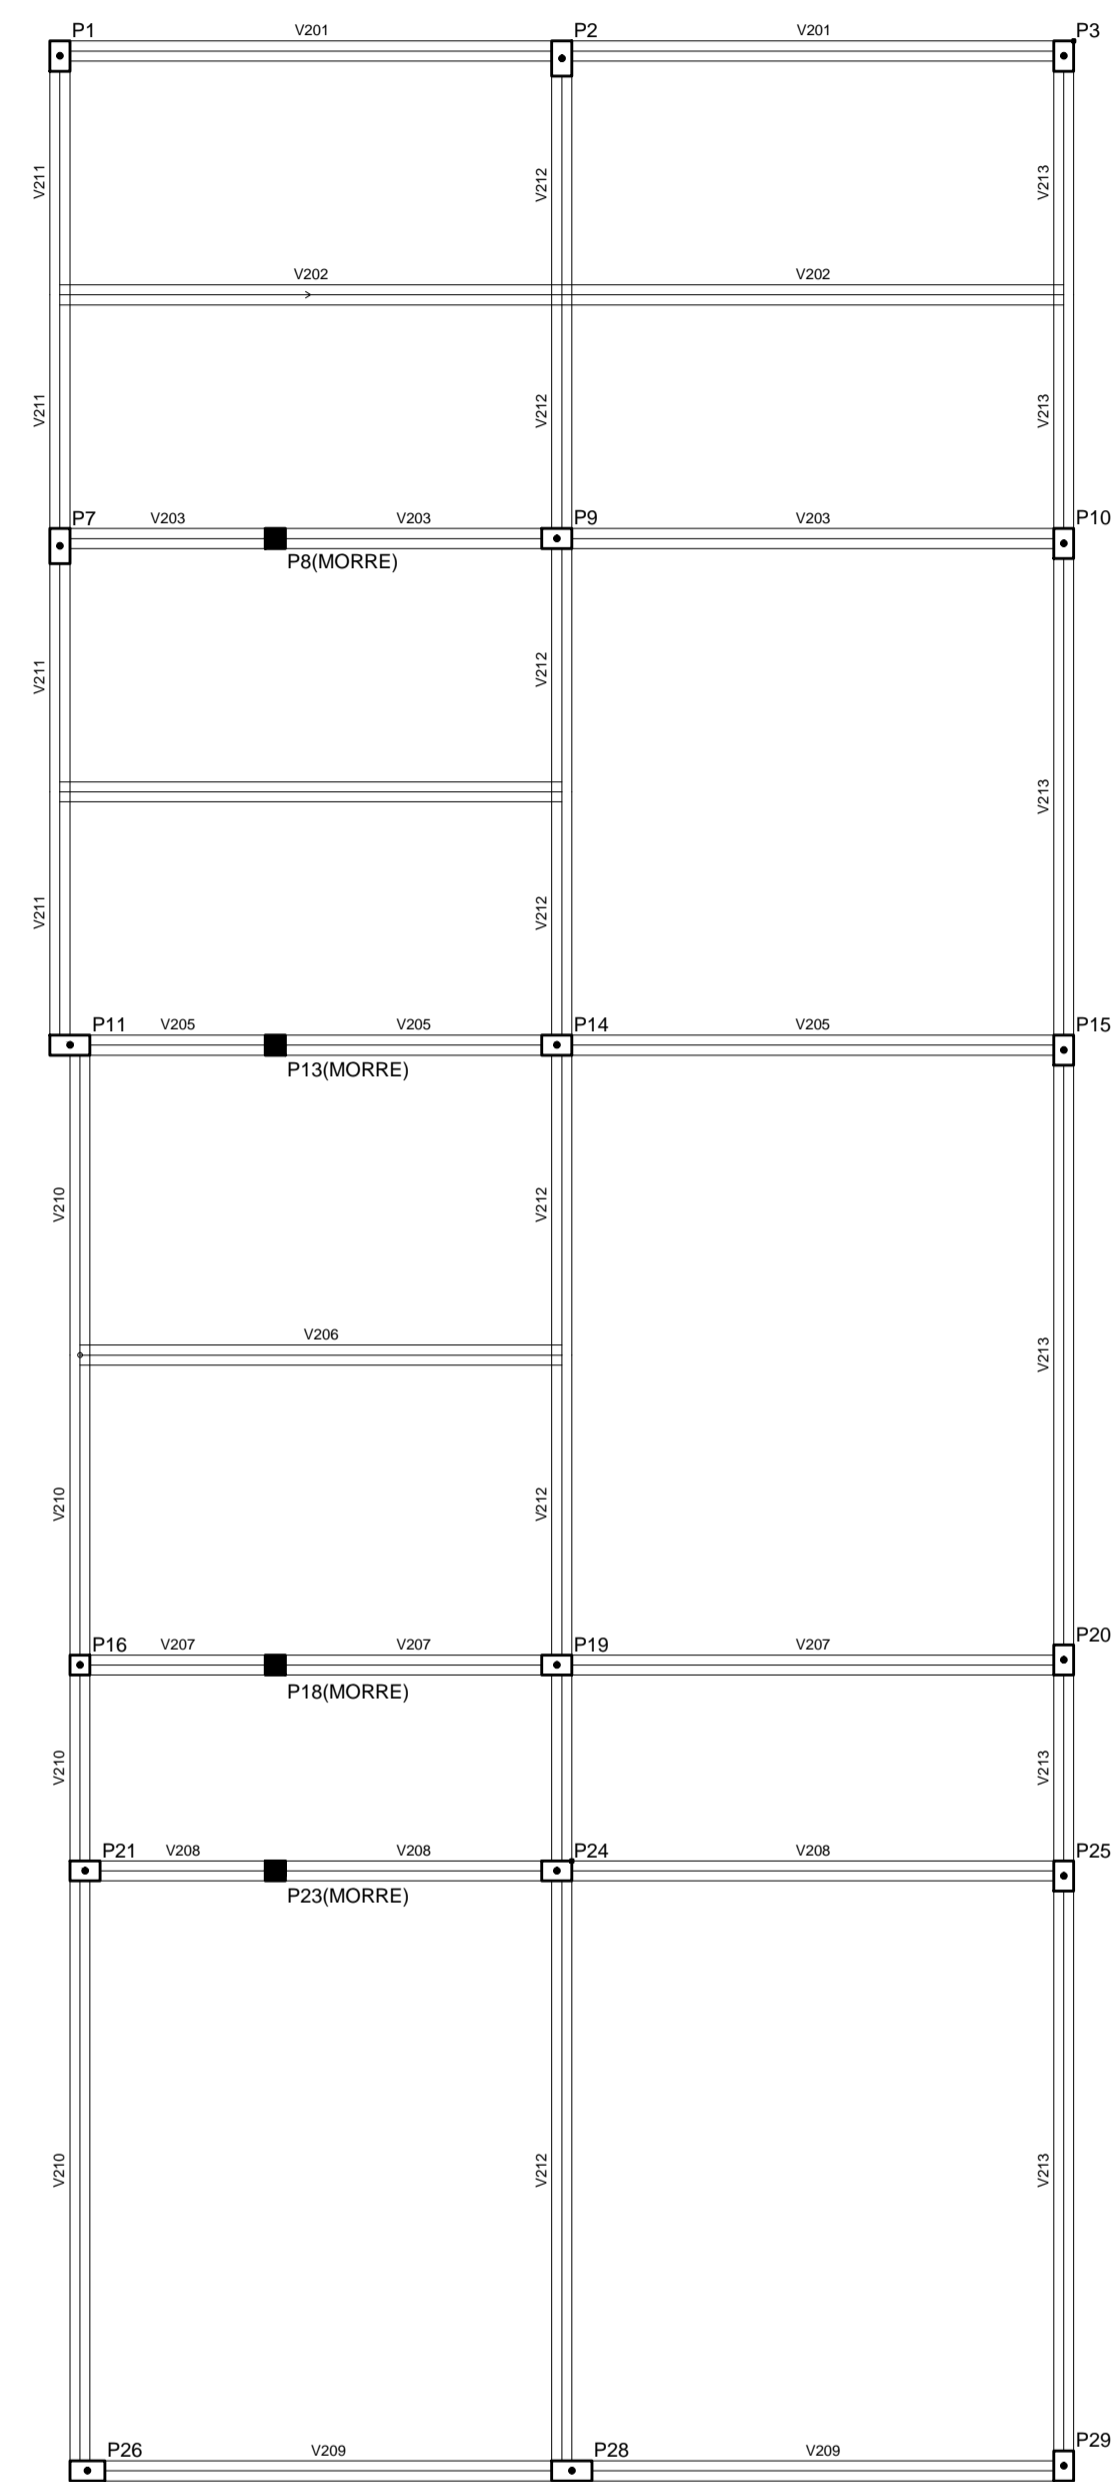 P1 V201 P2 V201 P3
V211 V212 V213
V202 V202
V211 V212 V213
P7 V203 V203 P9 V203 P10
P8(MORRE)
V211 V212
V213
V211 V212
P11 V205 V205 P14 V205 P15
P13(MORRE)
V210 V212
V206
V213
V210 V212
P16 V207 V207 P19 V207 P20
P18(MORRE)
V210 V213
P21 V208 V208 P24 V208 P25
P23(MORRE)
V210 V212 V213
P26 V209 P28 V209 P29